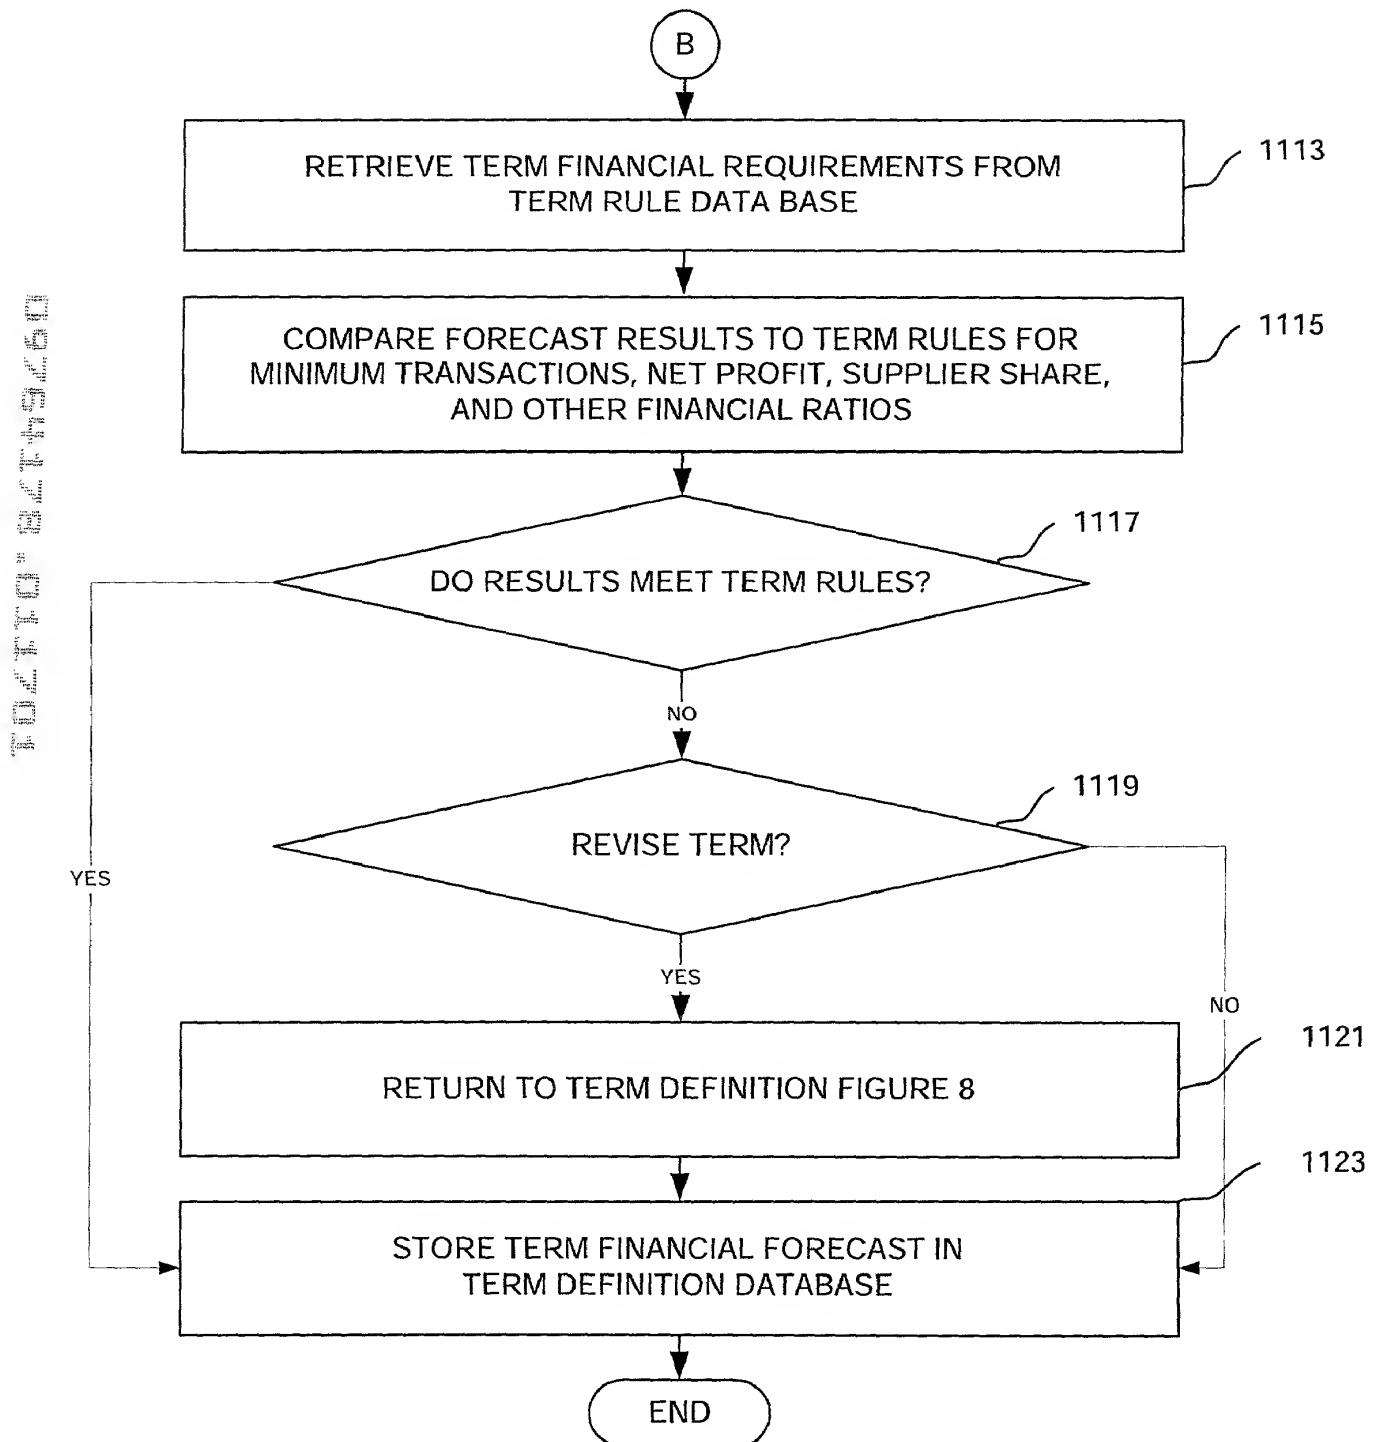 B
RETRIEVE TERM FINANCIAL REQUIREMENTS FROM
TERM RULE DATA BASE
1113
COMPARE FORECAST RESULTS TO TERM RULES FOR
MINIMUM TRANSACTIONS, NET PROFIT, SUPPLIER SHARE,
AND OTHER FINANCIAL RATIOS
1115
1117
DO RESULTS MEET TERM RULES?
NO
1119
REVISE TERM?
YES
YES
NO
1121
RETURN TO TERM DEFINITION FIGURE 8
1123
STORE TERM FINANCIAL FORECAST IN
TERM DEFINITION DATABASE
END